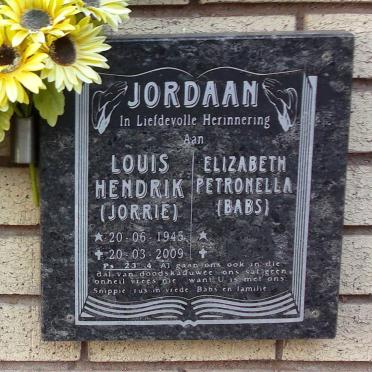 JORDAAN
In Liefdevolle Herinnering
Aan
LOUIS
HENDRIK
(JORRIE)
20-06-1945
20-03-2009
ELIZABETH
PETRONELLA
(BABS)
Ps 23:4 Al gaan ons ook in die
dal van doodskaduwee: ons sal geen
onheil vrees nie want U is met ons
Snippie rus in vrede. Babs en familie